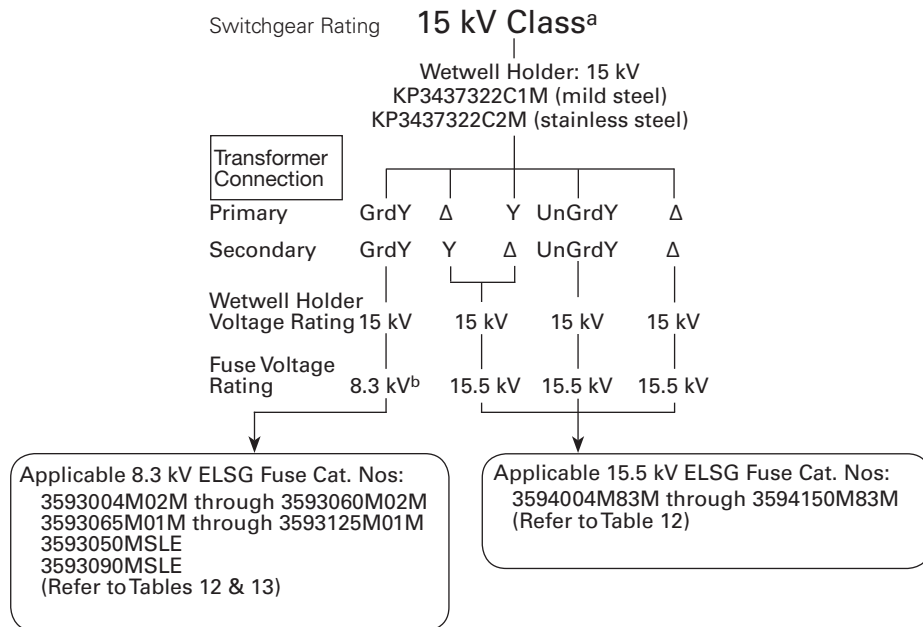 Switchgear Rating 15 kV Classᵃ
Wetwell Holder: 15 kV
KP3437322C1M (mild steel)
KP3437322C2M (stainless steel)
Transformer
Connection
Primary GrdY Δ Y UnGrdY Δ
Secondary GrdY Y Δ UnGrdY Δ
Wetwell Holder
Voltage Rating 15 kV 15 kV 15 kV 15 kV
Fuse Voltage
Rating 8.3 kVᵇ 15.5 kV 15.5 kV 15.5 kV
Applicable 8.3 kV ELSG Fuse Cat. Nos:
3593004M02M through 3593060M02M
3593065M01M through 3593125M01M
3593050MSLE
3593090MSLE
(Refer to Tables 12 & 13)
Applicable 15.5 kV ELSG Fuse Cat. Nos:
3594004M83M through 3594150M83M
(Refer to Table 12)